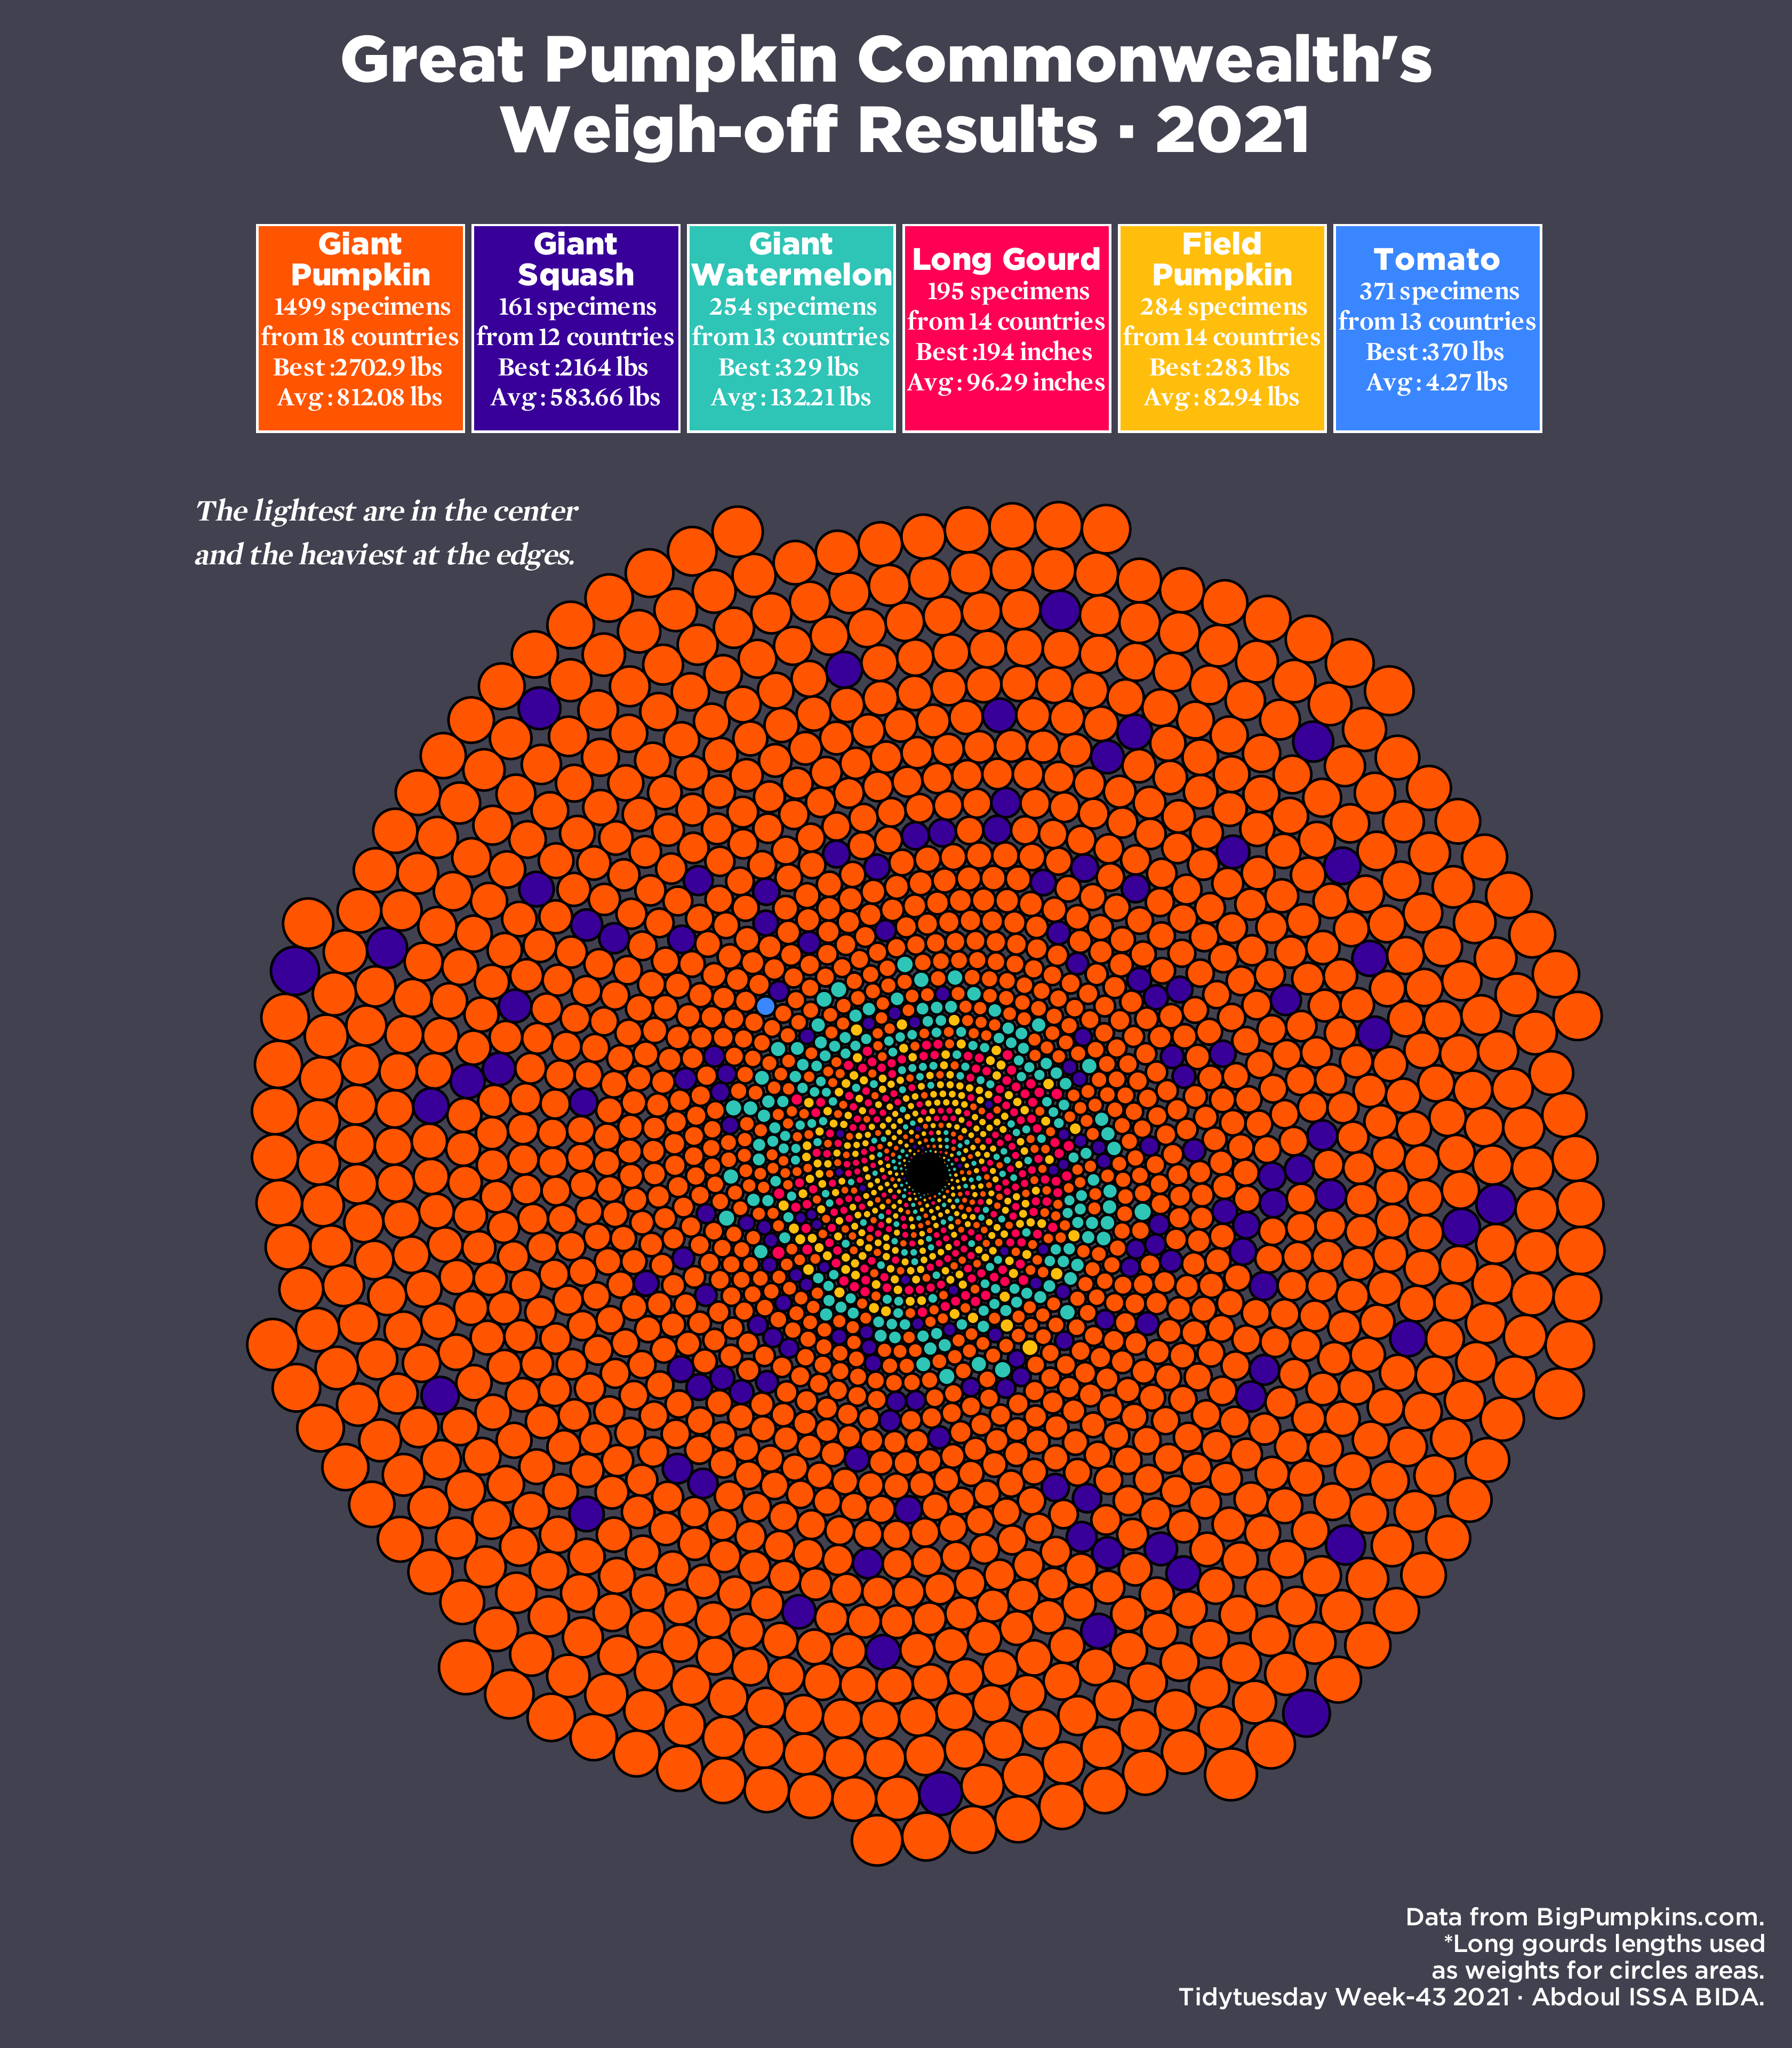 Great Pumpkin Commonwealth's
Weigh-off Results · 2021
Giant
Pumpkin
1499 specimens
from 18 countries
Best :2702.9 lbs
Avg : 812.08 lbs
Giant
Squash
161 specimens
from 12 countries
Best :2164 lbs
Avg : 583.66 lbs
Giant
Watermelon
254 specimens
from 13 countries
Best :329 lbs
Avg : 132.21 lbs
Long Gourd
195 specimens
from 14 countries
Best :194 inches
Avg : 96.29 inches
Field
Pumpkin
284 specimens
from 14 countries
Best :283 lbs
Avg : 82.94 lbs
Tomato
371 specimens
from 13 countries
Best :370 lbs
Avg : 4.27 lbs
The lightest are in the center
and the heaviest at the edges.
Data from BigPumpkins.com.
*Long gourds lengths used
as weights for circles areas.
Tidytuesday Week-43 2021 · Abdoul ISSA BIDA.